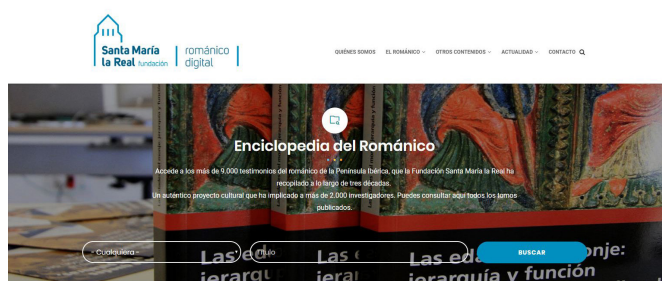 Santa María
la Real fundación
románico
digital
QUIÉNES SOMOS EL ROMÁNICO OTROS CONTENIDOS ACTUALIDAD CONTACTO
Enciclopedia del Románico
Accede a los más de 9.000 testimonios del románico de la Península Ibérica, que la Fundación Santa María la Real ha
recopilado a lo largo de tres décadas.
Un auténtico proyecto cultural que ha implicado a más de 2.000 investigadores. Puedes consultar aquí todos los tomos
publicados.
- Cualquiera -
Título
BUSCAR
Las
Las
Las
onje:
jerarquía y función